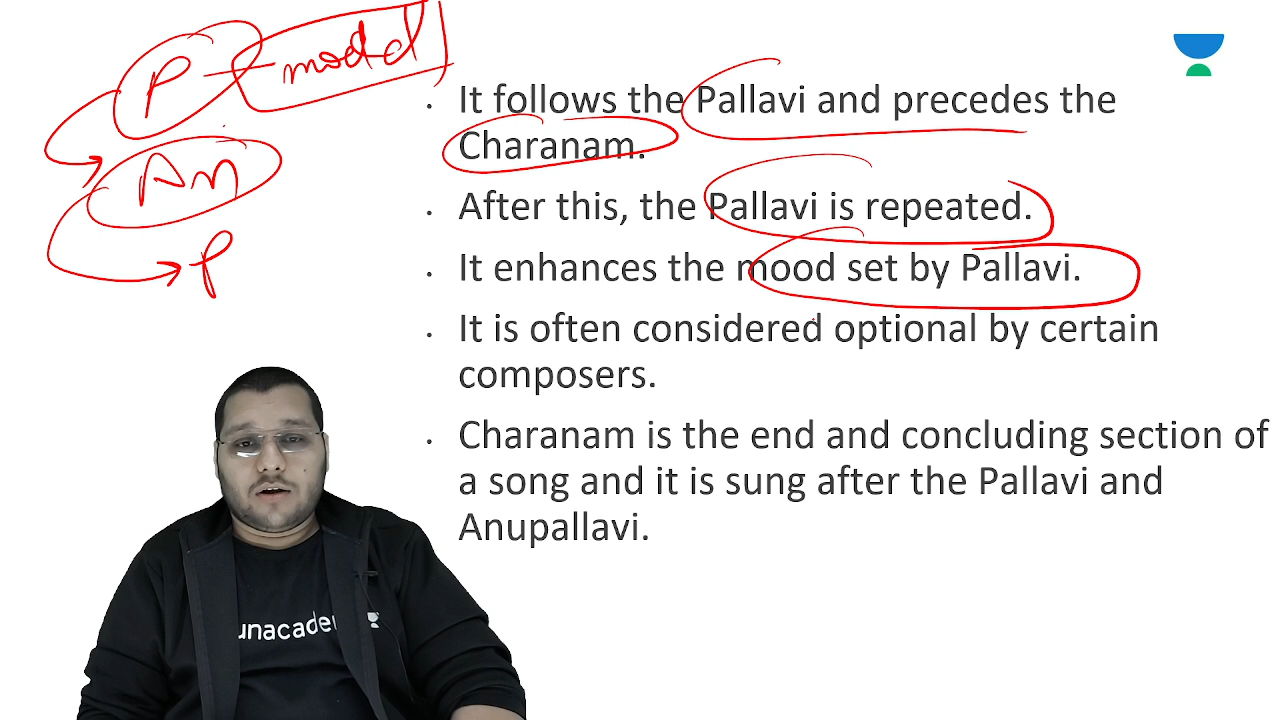 P mood
An
P
• It follows the Pallavi and precedes the
Charanam.
• After this, the Pallavi is repeated.
• It enhances the mood set by Pallavi.
• It is often considered optional by certain
composers.
• Charanam is the end and concluding section of
a song and it is sung after the Pallavi and
Anupallavi.
unacade